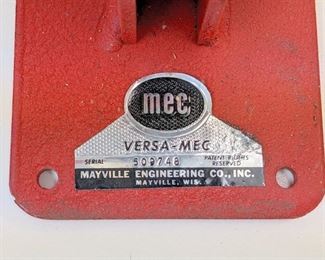 mec
VERSA-MEC
SERIAL 509748 PATENT RIGHTS RESERVED
MAYVILLE ENGINEERING CO., INC.
MAYVILLE, WIS.